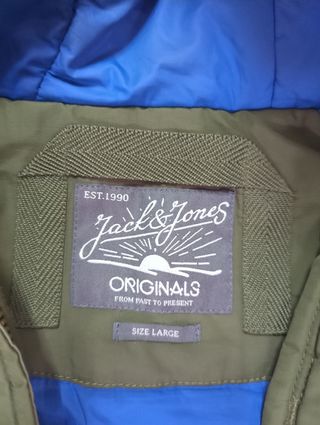 EST.1990
Jack&Jones
ORIGINALS
FROM PAST TO PRESENT
SIZE LARGE